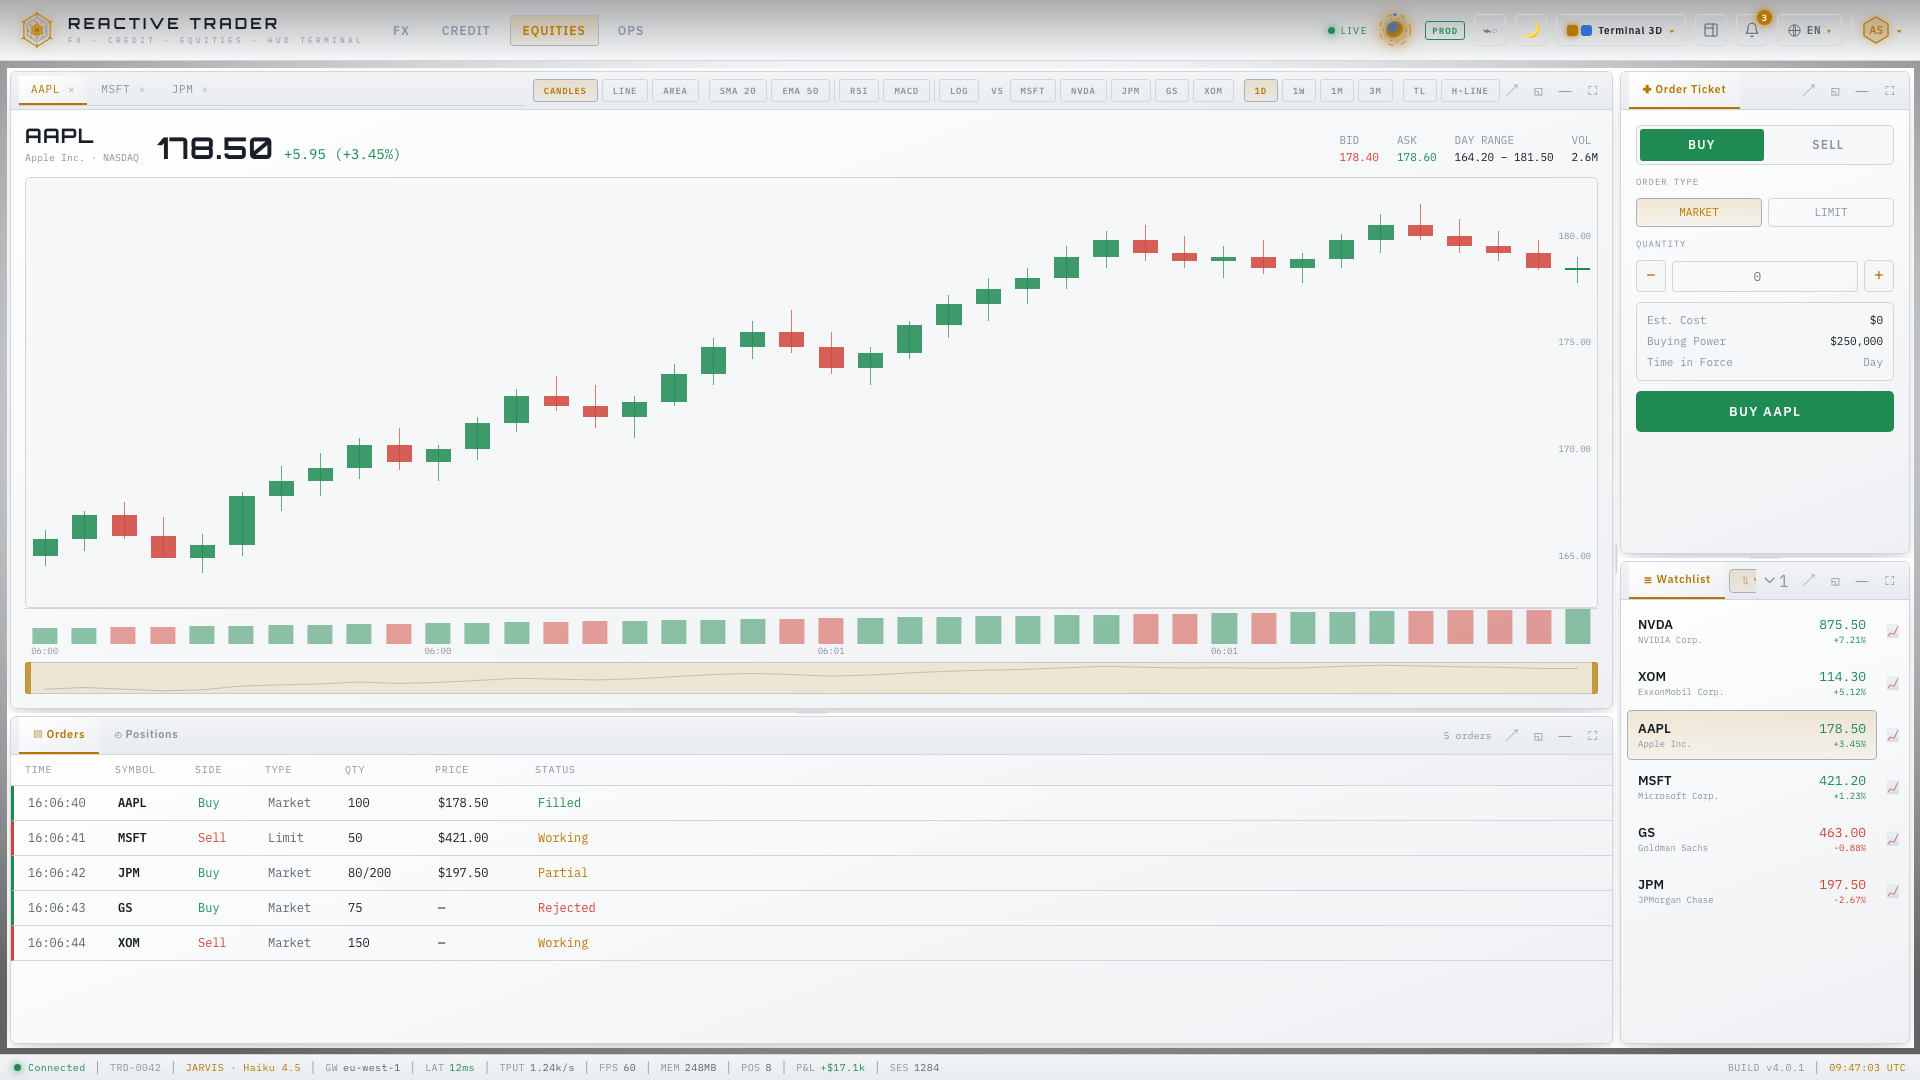 REACTIVE TRADER
FX · CREDIT · EQUITIES · HUD TERMINAL
FX CREDIT EQUITIES OPS
LIVE PROD Terminal 3D 3 EN AS
AAPL × MSFT × JPM ×
CANDLES LINE AREA SMA 20 EMA 50 RSI MACD LOG VS MSFT NVDA JPM GS XOM 1D 1W 1M 3M TL H-LINE
AAPL
Apple Inc. · NASDAQ
178.50 +5.95 (+3.45%)
BID ASK DAY RANGE VOL
178.40 178.60 164.20 – 181.50 2.6M
180.00
175.00
170.00
165.00
06:00 06:00 06:01 06:01
Orders Positions 5 orders
TIME SYMBOL SIDE TYPE QTY PRICE STATUS
16:06:40 AAPL Buy Market 100 $178.50 Filled
16:06:41 MSFT Sell Limit 50 $421.00 Working
16:06:42 JPM Buy Market 80/200 $197.50 Partial
16:06:43 GS Buy Market 75 — Rejected
16:06:44 XOM Sell Market 150 — Working
Order Ticket
BUY SELL
ORDER TYPE
MARKET LIMIT
QUANTITY
− 0 +
Est. Cost $0
Buying Power $250,000
Time in Force Day
BUY AAPL
Watchlist 1
NVDA 875.50
NVIDIA Corp. +7.21%
XOM 114.30
ExxonMobil Corp. +5.12%
AAPL 178.50
Apple Inc. +3.45%
MSFT 421.20
Microsoft Corp. +1.23%
GS 463.00
Goldman Sachs -0.88%
JPM 197.50
JPMorgan Chase -2.67%
Connected TRD-0042 JARVIS · Haiku 4.5 GW eu-west-1 LAT 12ms TPUT 1.24k/s FPS 60 MEM 248MB POS 8 P&L +$17.1k SES 1284 BUILD v4.0.1 09:47:03 UTC